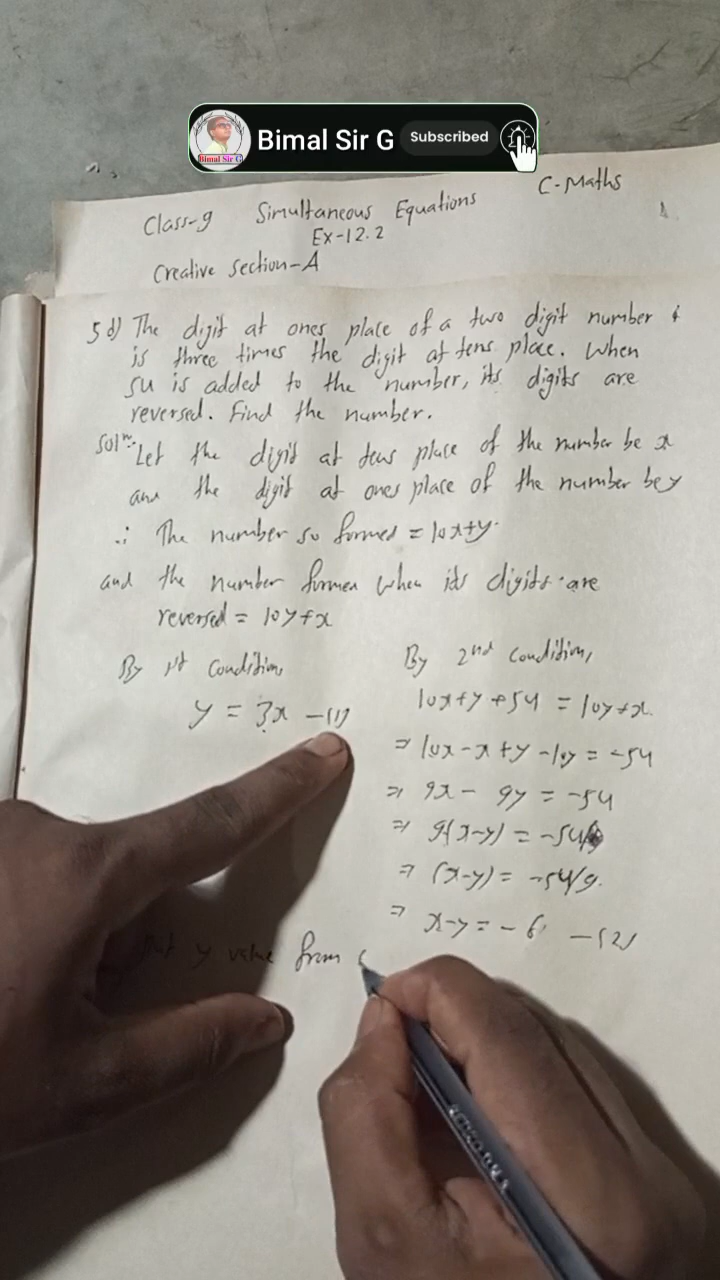 Bimal Sir G Subscribed
Bimal Sir G
C-Maths
Class-9 Simultaneous Equations
Ex-12.2
Creative section-A
5 d) The digit at ones place of a two digit number
is three times the digit at tens place. When
54 is added to the number, its digits are
reversed. Find the number.
Solⁿ:- Let the digit at tens place of the number be x
and the digit at ones place of the number be y
∴ The number so formed = 10x+y.
and the number formed when its digits are
reversed = 10y+x
By 1st Condition,
y = 3x -(1)
By 2nd Condition,
10x+y+54 = 10y+x.
⇒ 10x-x+y-10y = -54
⇒ 9x- 9y = -54
⇒ 9(x-y) = -54/
⇒ (x-y) = -54/9.
⇒ x-y = -6 -(2)
Put y value from (